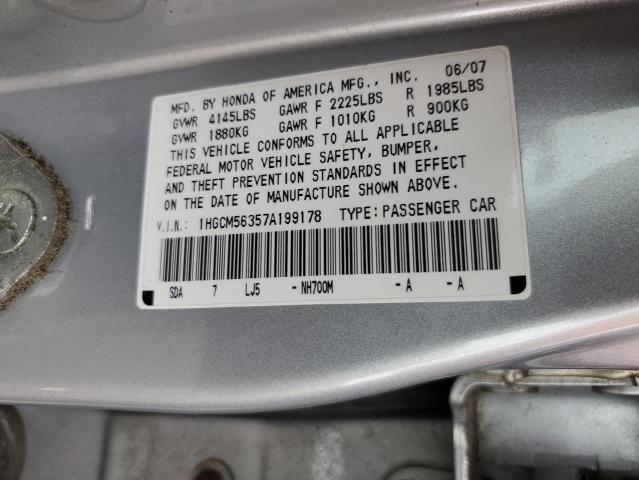 MFD. BY HONDA OF AMERICA MFG., INC. 06/07
GVWR 4145LBS GAWR F 2225LBS R 1985LBS
GVWR 1880KG GAWR F 1010KG R 900KG
THIS VEHICLE CONFORMS TO ALL APPLICABLE
FEDERAL MOTOR VEHICLE SAFETY, BUMPER,
AND THEFT PREVENTION STANDARDS IN EFFECT
ON THE DATE OF MANUFACTURE SHOWN ABOVE.
V.I.N.: 1HGCM56357A199178 TYPE: PASSENGER CAR
SDA 7 LJ5 - NH700M - A - A